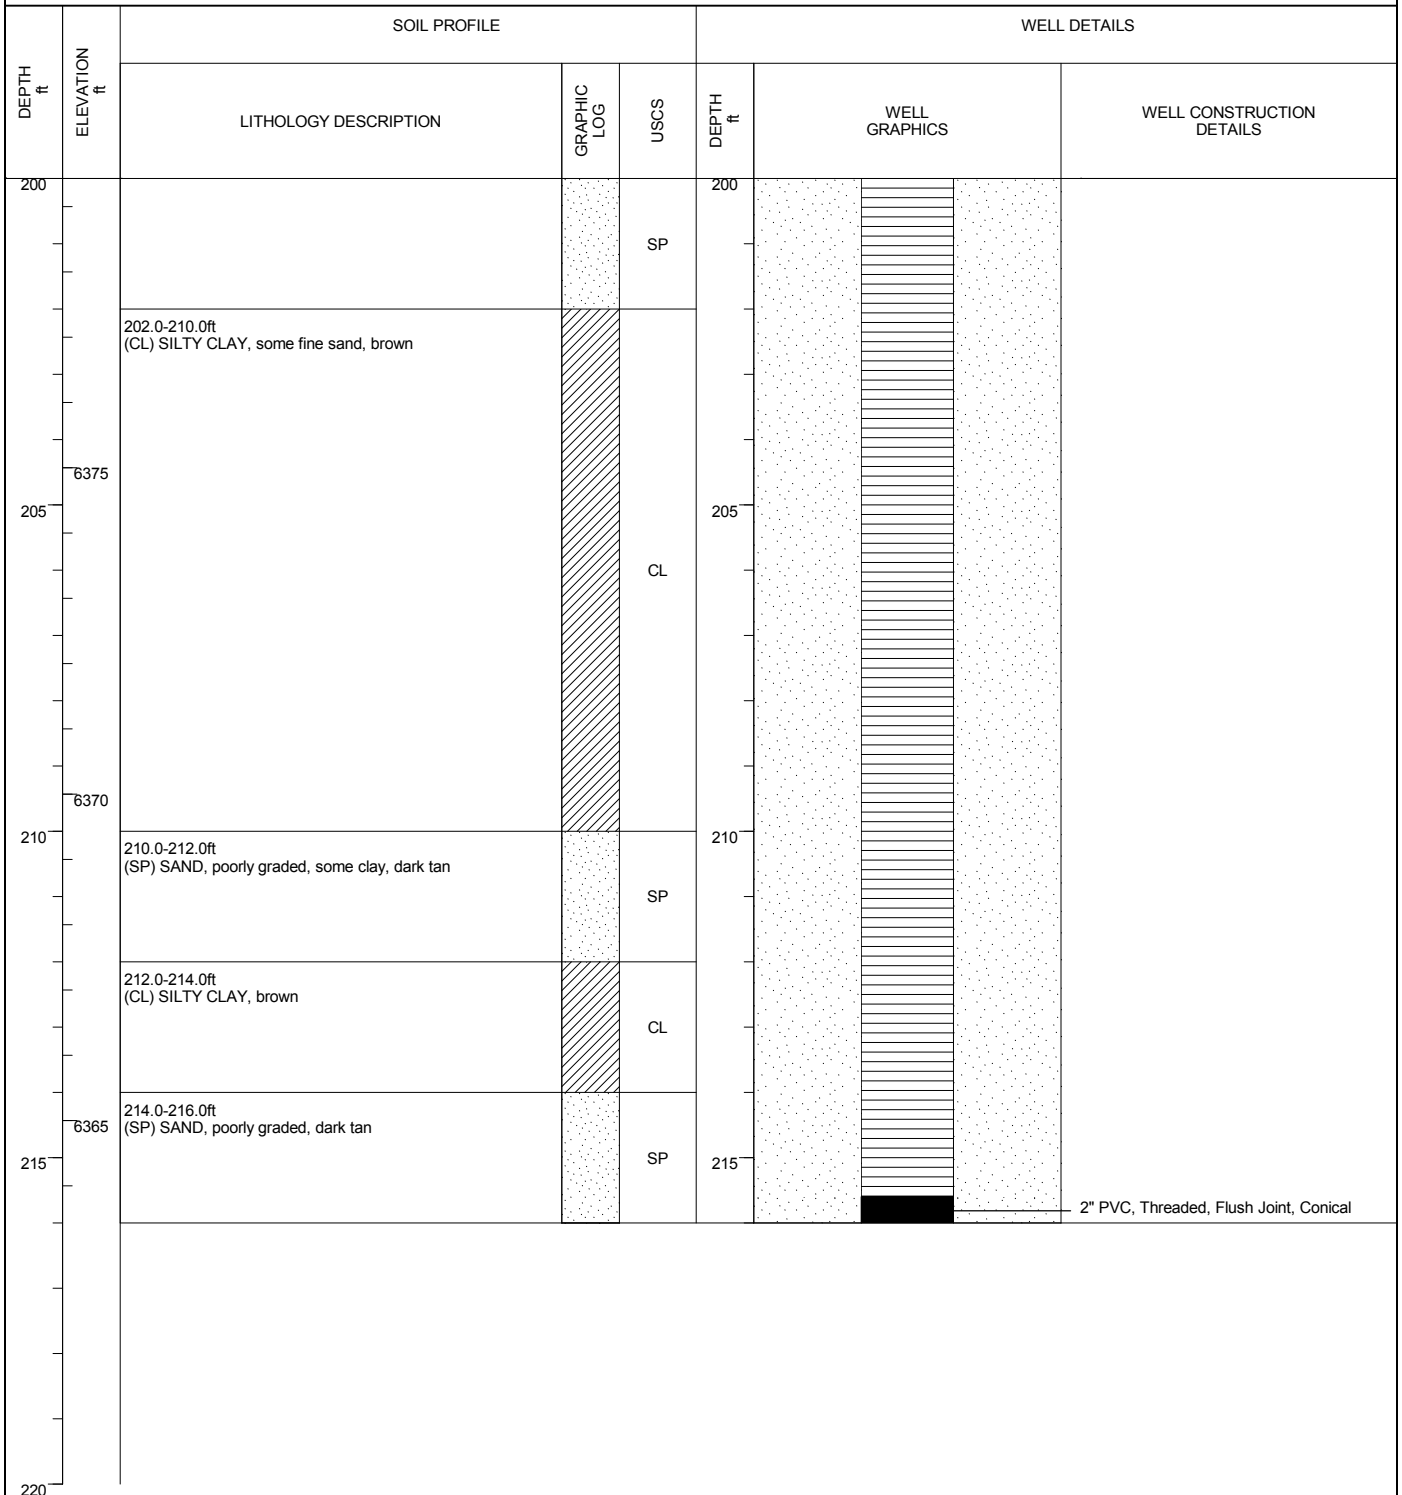 SOIL PROFILE
WELL DETAILS
DEPTH
ft
ELEVATION
ft
LITHOLOGY DESCRIPTION
GRAPHIC
LOG
USCS
DEPTH
ft
WELL
GRAPHICS
WELL CONSTRUCTION
DETAILS
200
200
SP
202.0-210.0ft
(CL) SILTY CLAY, some fine sand, brown
6375
205
205
CL
6370
210
210
210.0-212.0ft
(SP) SAND, poorly graded, some clay, dark tan
SP
212.0-214.0ft
(CL) SILTY CLAY, brown
CL
214.0-216.0ft
6365
(SP) SAND, poorly graded, dark tan
215
SP
215
2" PVC, Threaded, Flush Joint, Conical
220